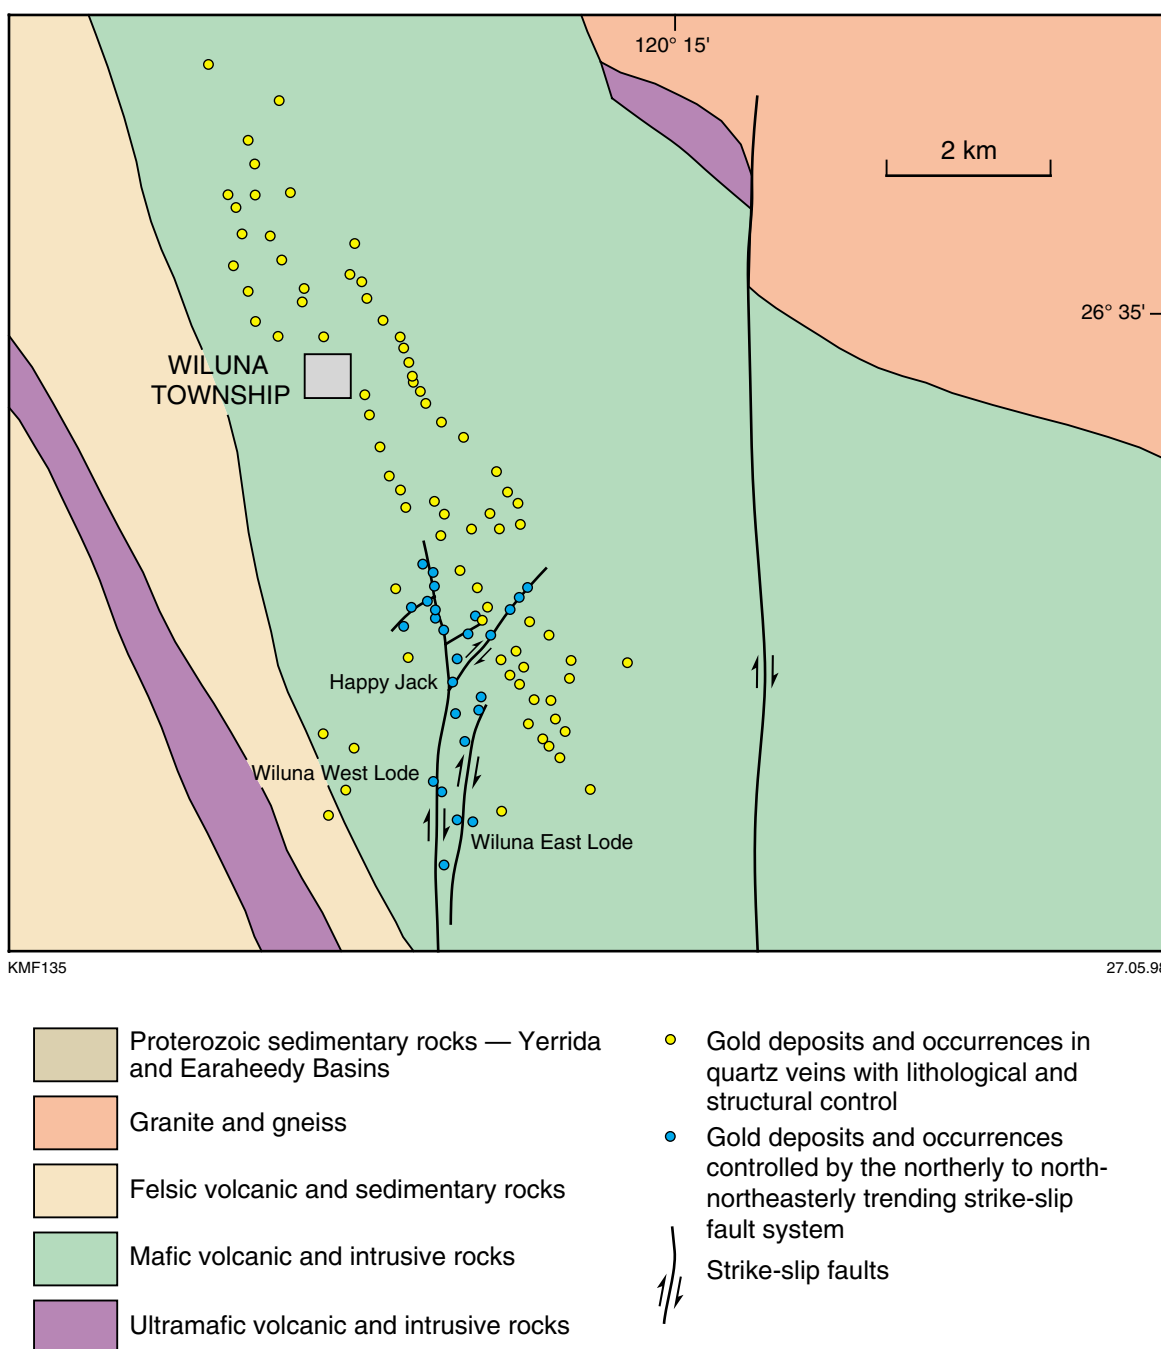 120° 15'
2 km
26° 35'
WILUNA
TOWNSHIP
Happy Jack
Wiluna West Lode
Wiluna East Lode
KMF135
27.05.98
Proterozoic sedimentary rocks — Yerrida
and Earaheedy Basins
Granite and gneiss
Felsic volcanic and sedimentary rocks
Mafic volcanic and intrusive rocks
Ultramafic volcanic and intrusive rocks
Gold deposits and occurrences in
quartz veins with lithological and
structural control
Gold deposits and occurrences
controlled by the northerly to north-
northeasterly trending strike-slip
fault system
Strike-slip faults